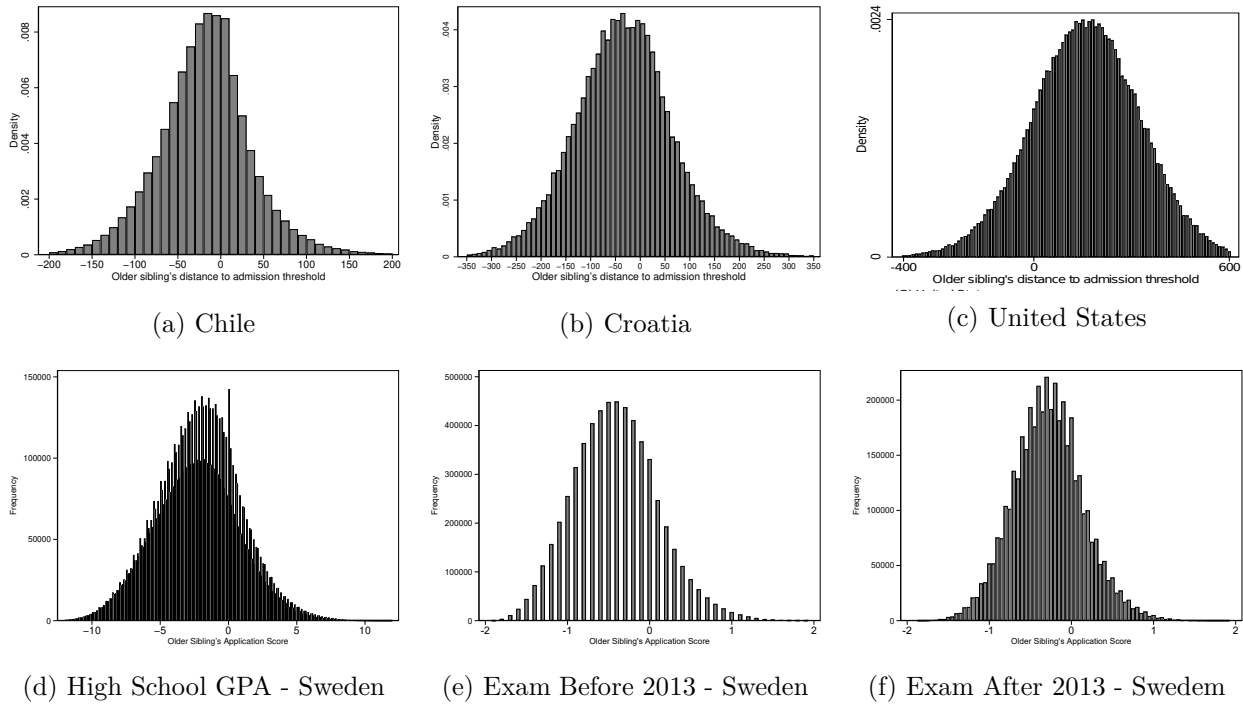 Density
.008
.006
.004
.002
0
−200 −150 −100 −50 0 50 100 150 200
Older sibling's distance to admission threshold
(a) Chile
Density
.004
.003
.002
.001
0
−350 −300 −250 −200 −150 −100 −50 0 50 100 150 200 250 300 350
Older sibling's distance to admission threshold
(b) Croatia
Density
.0024
0
-400 0 600
Older sibling's distance to admission threshold
(c) United States
Frequency
150000
100000
50000
0
-10 -5 0 5 10
Older Sibling's Application Score
(d) High School GPA - Sweden
Frequency
500000
400000
300000
200000
100000
0
-2 -1 0 1 2
Older Sibling's Application Score
(e) Exam Before 2013 - Sweden
Frequency
200000
150000
100000
50000
0
-2 -1 0 1 2
Older Sibling's Application Score
(f) Exam After 2013 - Swedem